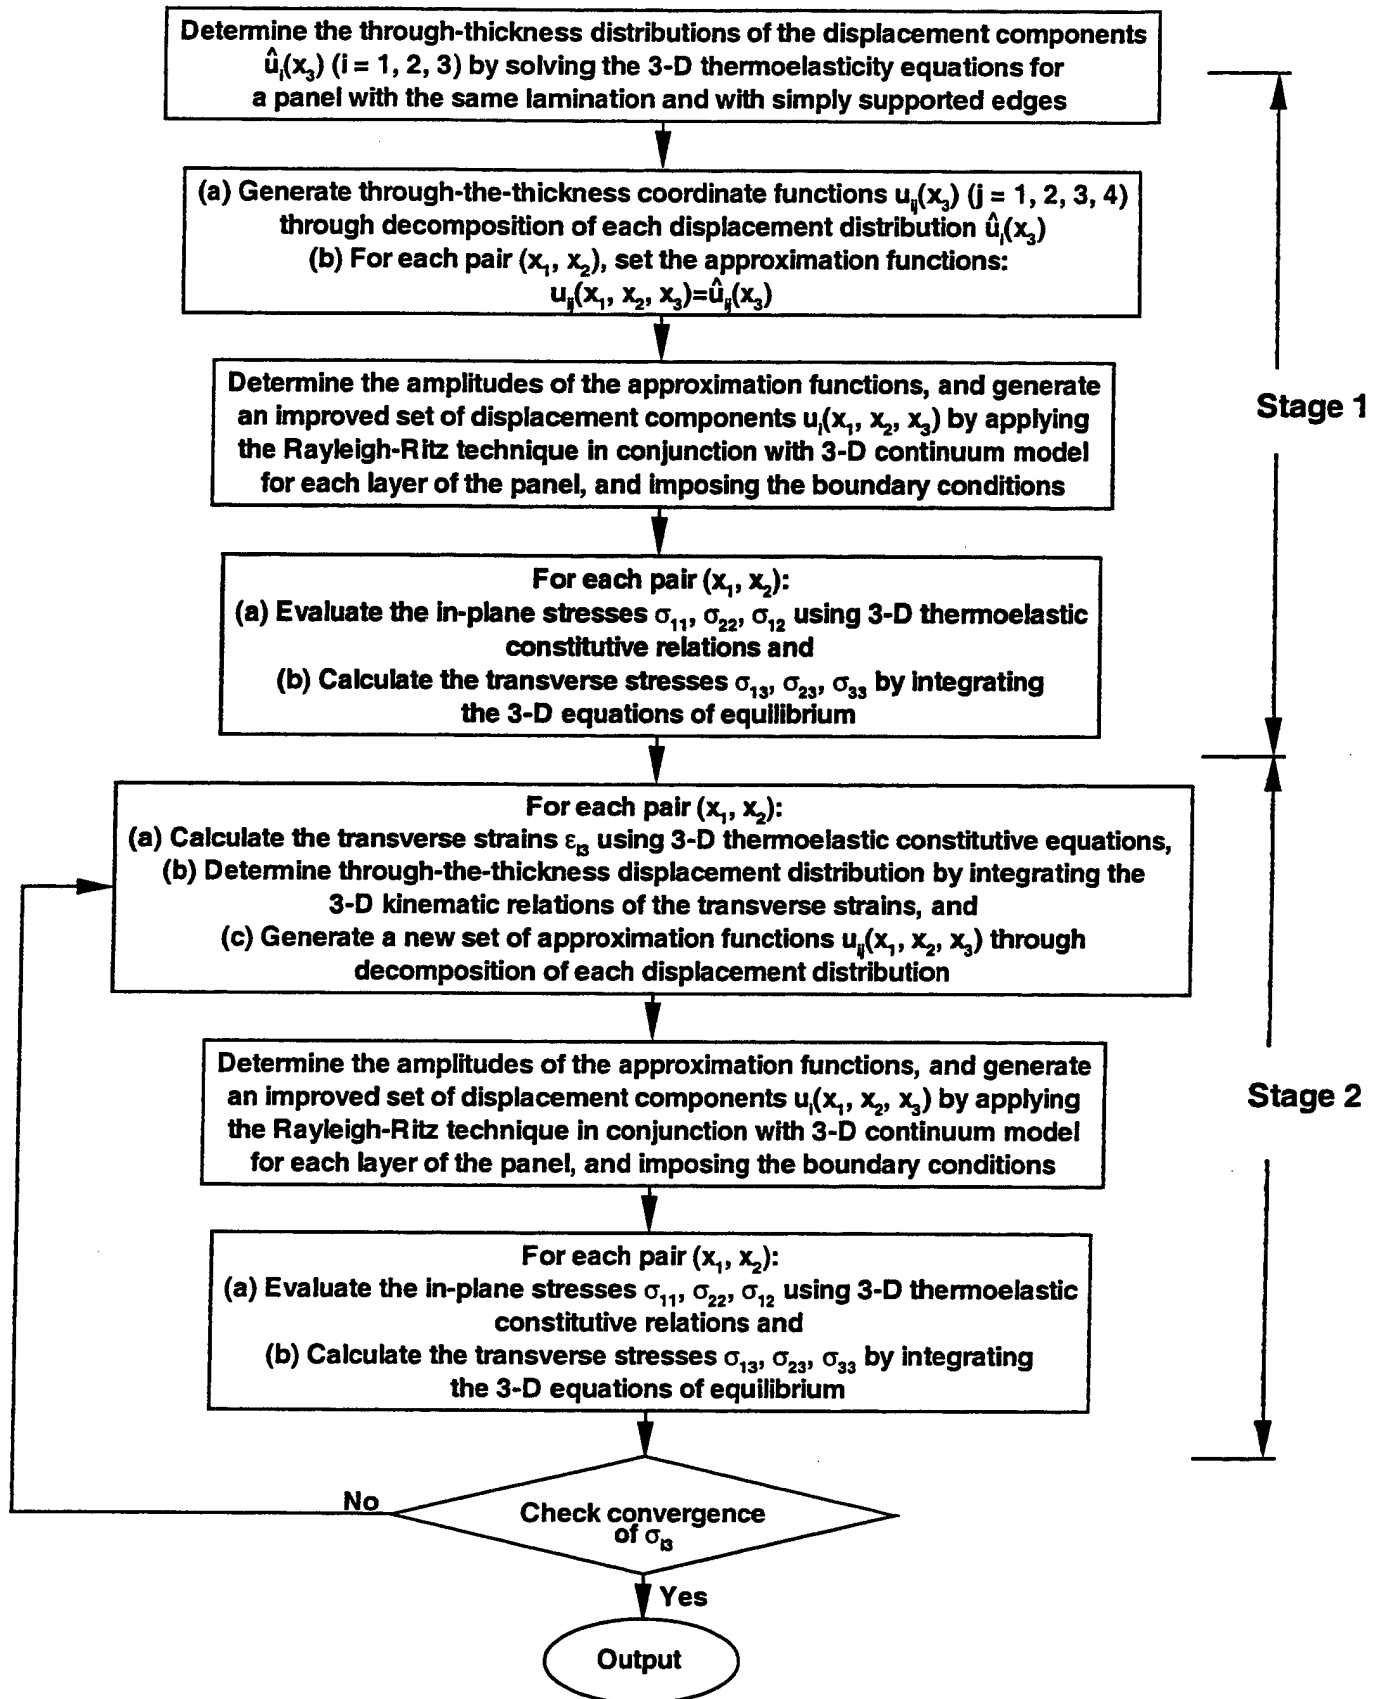 Determine the through-thickness distributions of the displacement components
û_i(x_3) (i = 1, 2, 3) by solving the 3-D thermoelasticity equations for
a panel with the same lamination and with simply supported edges
(a) Generate through-the-thickness coordinate functions u_ij(x_3) (j = 1, 2, 3, 4)
through decomposition of each displacement distribution û_i(x_3)
(b) For each pair (x_1, x_2), set the approximation functions:
u_ij(x_1, x_2, x_3)=û_ij(x_3)
Determine the amplitudes of the approximation functions, and generate
an improved set of displacement components u_i(x_1, x_2, x_3) by applying
the Rayleigh-Ritz technique in conjunction with 3-D continuum model
for each layer of the panel, and imposing the boundary conditions
Stage 1
For each pair (x_1, x_2):
(a) Evaluate the in-plane stresses σ_11, σ_22, σ_12 using 3-D thermoelastic
constitutive relations and
(b) Calculate the transverse stresses σ_13, σ_23, σ_33 by integrating
the 3-D equations of equilibrium
For each pair (x_1, x_2):
(a) Calculate the transverse strains ε_i3 using 3-D thermoelastic constitutive equations,
(b) Determine through-the-thickness displacement distribution by integrating the
3-D kinematic relations of the transverse strains, and
(c) Generate a new set of approximation functions u_ij(x_1, x_2, x_3) through
decomposition of each displacement distribution
Determine the amplitudes of the approximation functions, and generate
an improved set of displacement components u_i(x_1, x_2, x_3) by applying
the Rayleigh-Ritz technique in conjunction with 3-D continuum model
for each layer of the panel, and imposing the boundary conditions
Stage 2
For each pair (x_1, x_2):
(a) Evaluate the in-plane stresses σ_11, σ_22, σ_12 using 3-D thermoelastic
constitutive relations and
(b) Calculate the transverse stresses σ_13, σ_23, σ_33 by integrating
the 3-D equations of equilibrium
No
Check convergence
of σ_i3
Yes
Output